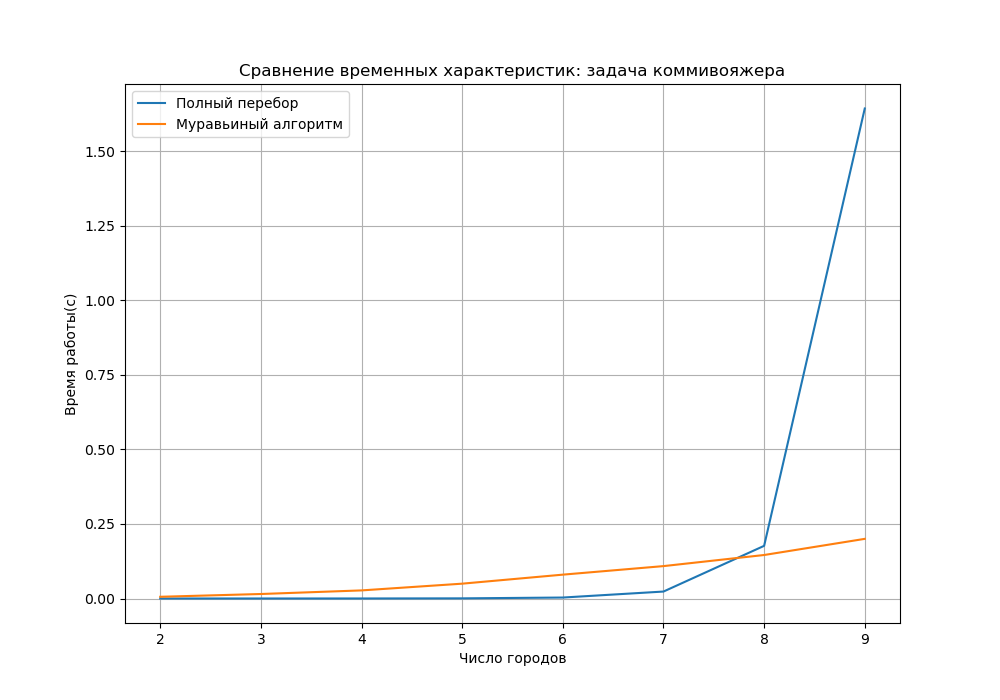 Сравнение временных характеристик: задача коммивояжера
Полный перебор
Муравьиный алгоритм
Время работы(с)
1.50
1.25
1.00
0.75
0.50
0.25
0.00
2 3 4 5 6 7 8 9
Число городов